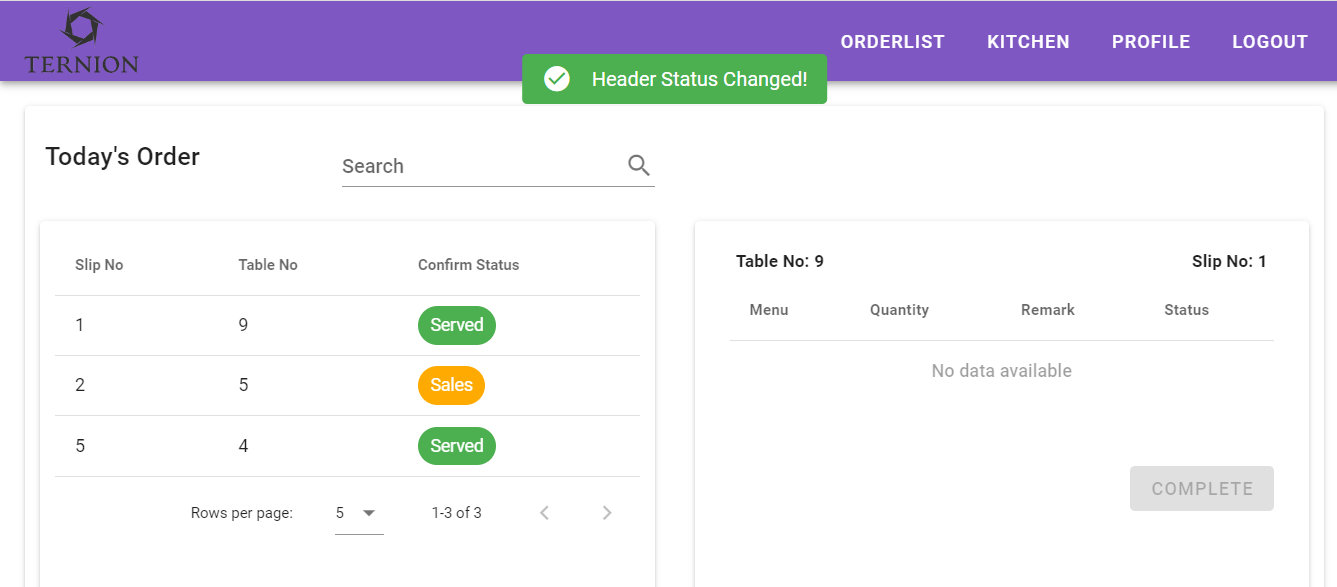 TERNION
ORDERLIST KITCHEN PROFILE LOGOUT
Header Status Changed!
Today's Order
Search
Slip No Table No Confirm Status
1 9 Served
2 5 Sales
5 4 Served
Rows per page: 5 1-3 of 3
Table No: 9 Slip No: 1
Menu Quantity Remark Status
No data available
COMPLETE